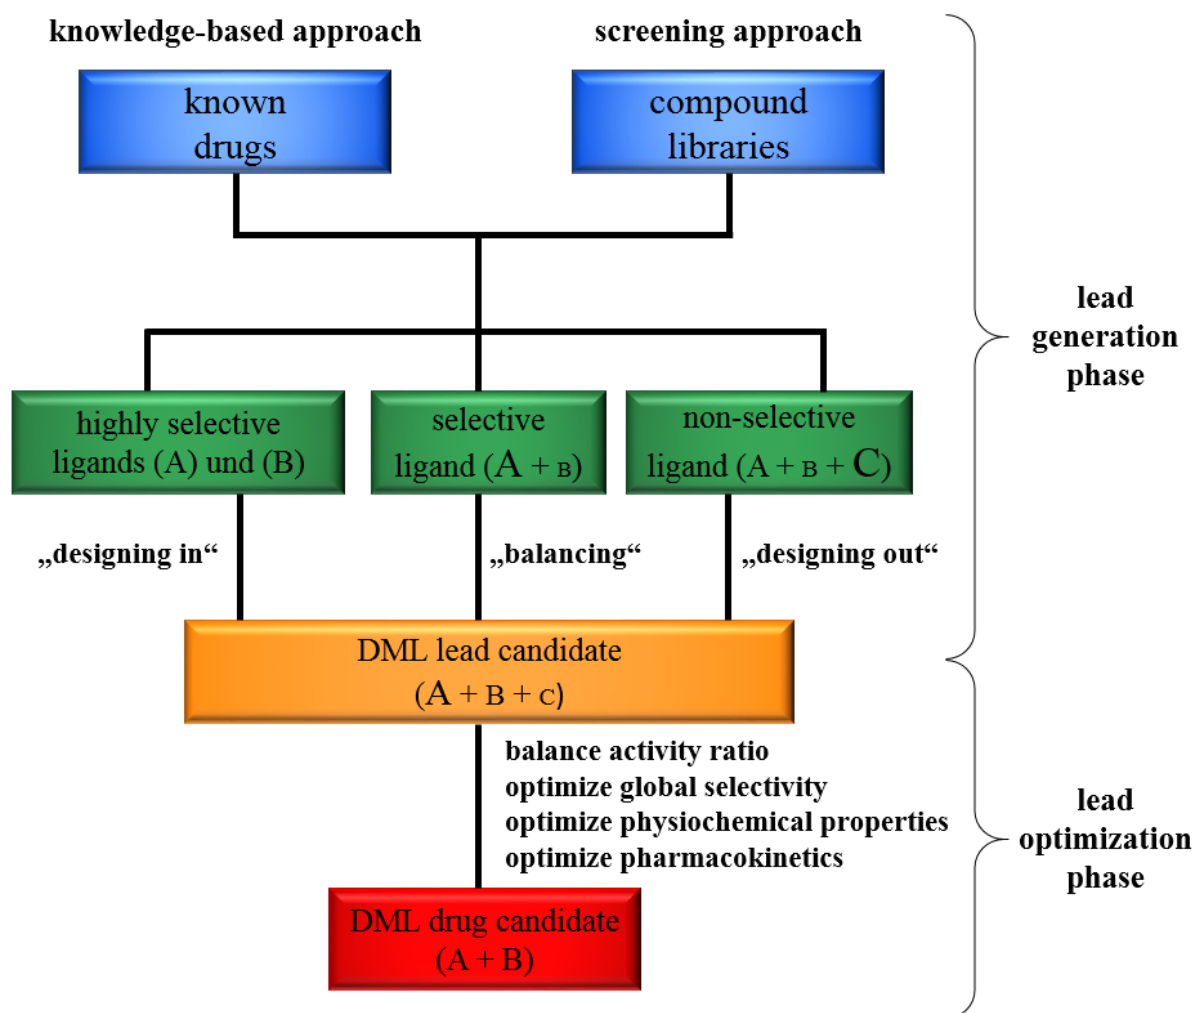 knowledge-based approach
screening approach
known
drugs
compound
libraries
lead
generation
phase
highly selective
ligands (A) und (B)
selective
ligand (A + B)
non-selective
ligand (A + B + C)
„designing in“
„balancing“
„designing out“
DML lead candidate
(A + B + C)
balance activity ratio
optimize global selectivity
optimize physiochemical properties
optimize pharmacokinetics
lead
optimization
phase
DML drug candidate
(A + B)